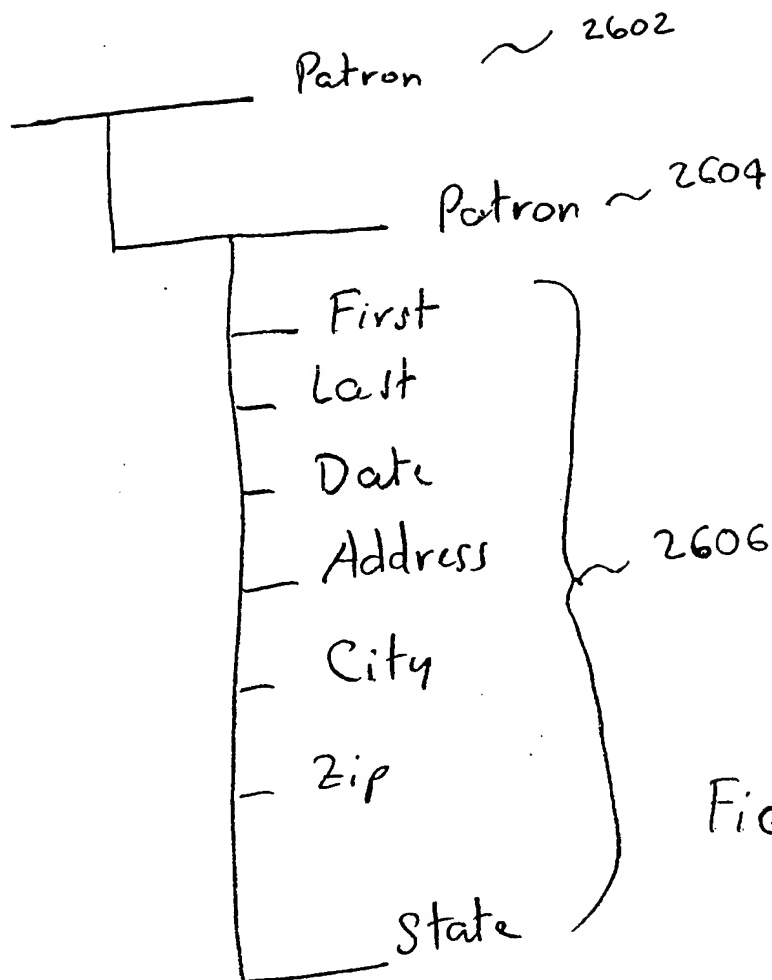 Patron 2602
Patron 2604
First
Last
Date
Address
2606
City
Zip
State